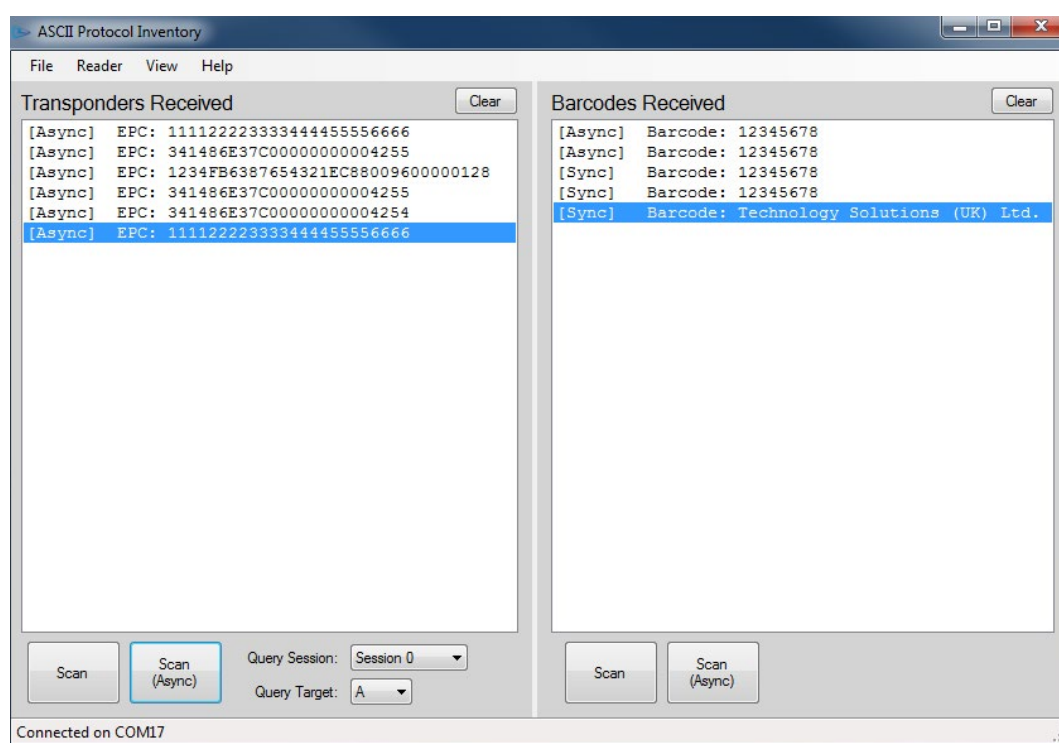 ASCII Protocol Inventory
File Reader View Help
Transponders Received
Clear
[Async] EPC: 111122223333444455556666
[Async] EPC: 341486E37C00000000004255
[Async] EPC: 1234FB6387654321EC88009600000128
[Async] EPC: 341486E37C00000000004255
[Async] EPC: 341486E37C00000000004254
[Async] EPC: 111122223333444455556666
Scan
Scan
(Async)
Query Session: Session 0
Query Target: A
Barcodes Received
Clear
[Async] Barcode: 12345678
[Async] Barcode: 12345678
[Sync] Barcode: 12345678
[Sync] Barcode: 12345678
[Sync] Barcode: Technology Solutions (UK) Ltd.
Scan
Scan
(Async)
Connected on COM17